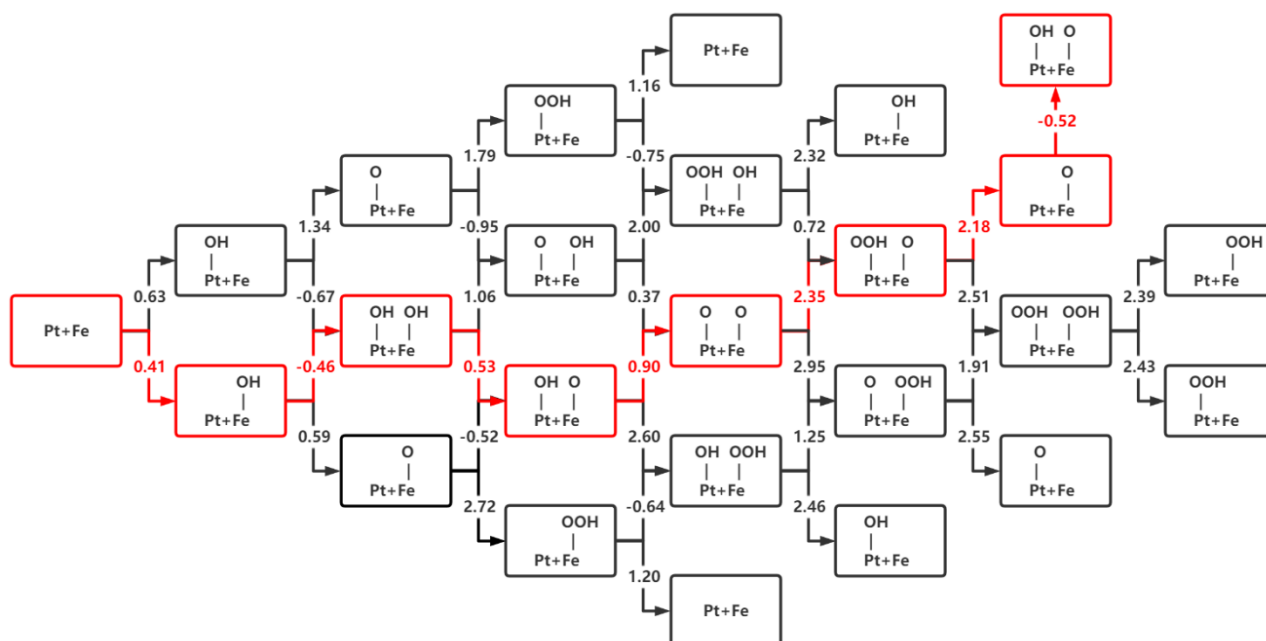 OH O
Pt+Fe
Pt+Fe
1.16
OOH
Pt+Fe
OH
Pt+Fe
-0.52
1.79
-0.75
2.32
O
Pt+Fe
OOH OH
Pt+Fe
O
Pt+Fe
1.34
-0.95
2.00
0.72
2.18
OH
Pt+Fe
O OH
Pt+Fe
OOH O
Pt+Fe
OOH
Pt+Fe
0.63
-0.67
1.06
0.37
2.35
2.51
2.39
Pt+Fe
OH OH
Pt+Fe
O O
Pt+Fe
OOH OOH
Pt+Fe
0.41
-0.46
0.53
0.90
2.95
1.91
2.43
OH
Pt+Fe
OH O
Pt+Fe
O OOH
Pt+Fe
OOH
Pt+Fe
0.59
-0.52
2.60
1.25
2.55
O
Pt+Fe
OH OOH
Pt+Fe
O
Pt+Fe
2.72
-0.64
2.46
OOH
Pt+Fe
OH
Pt+Fe
1.20
Pt+Fe